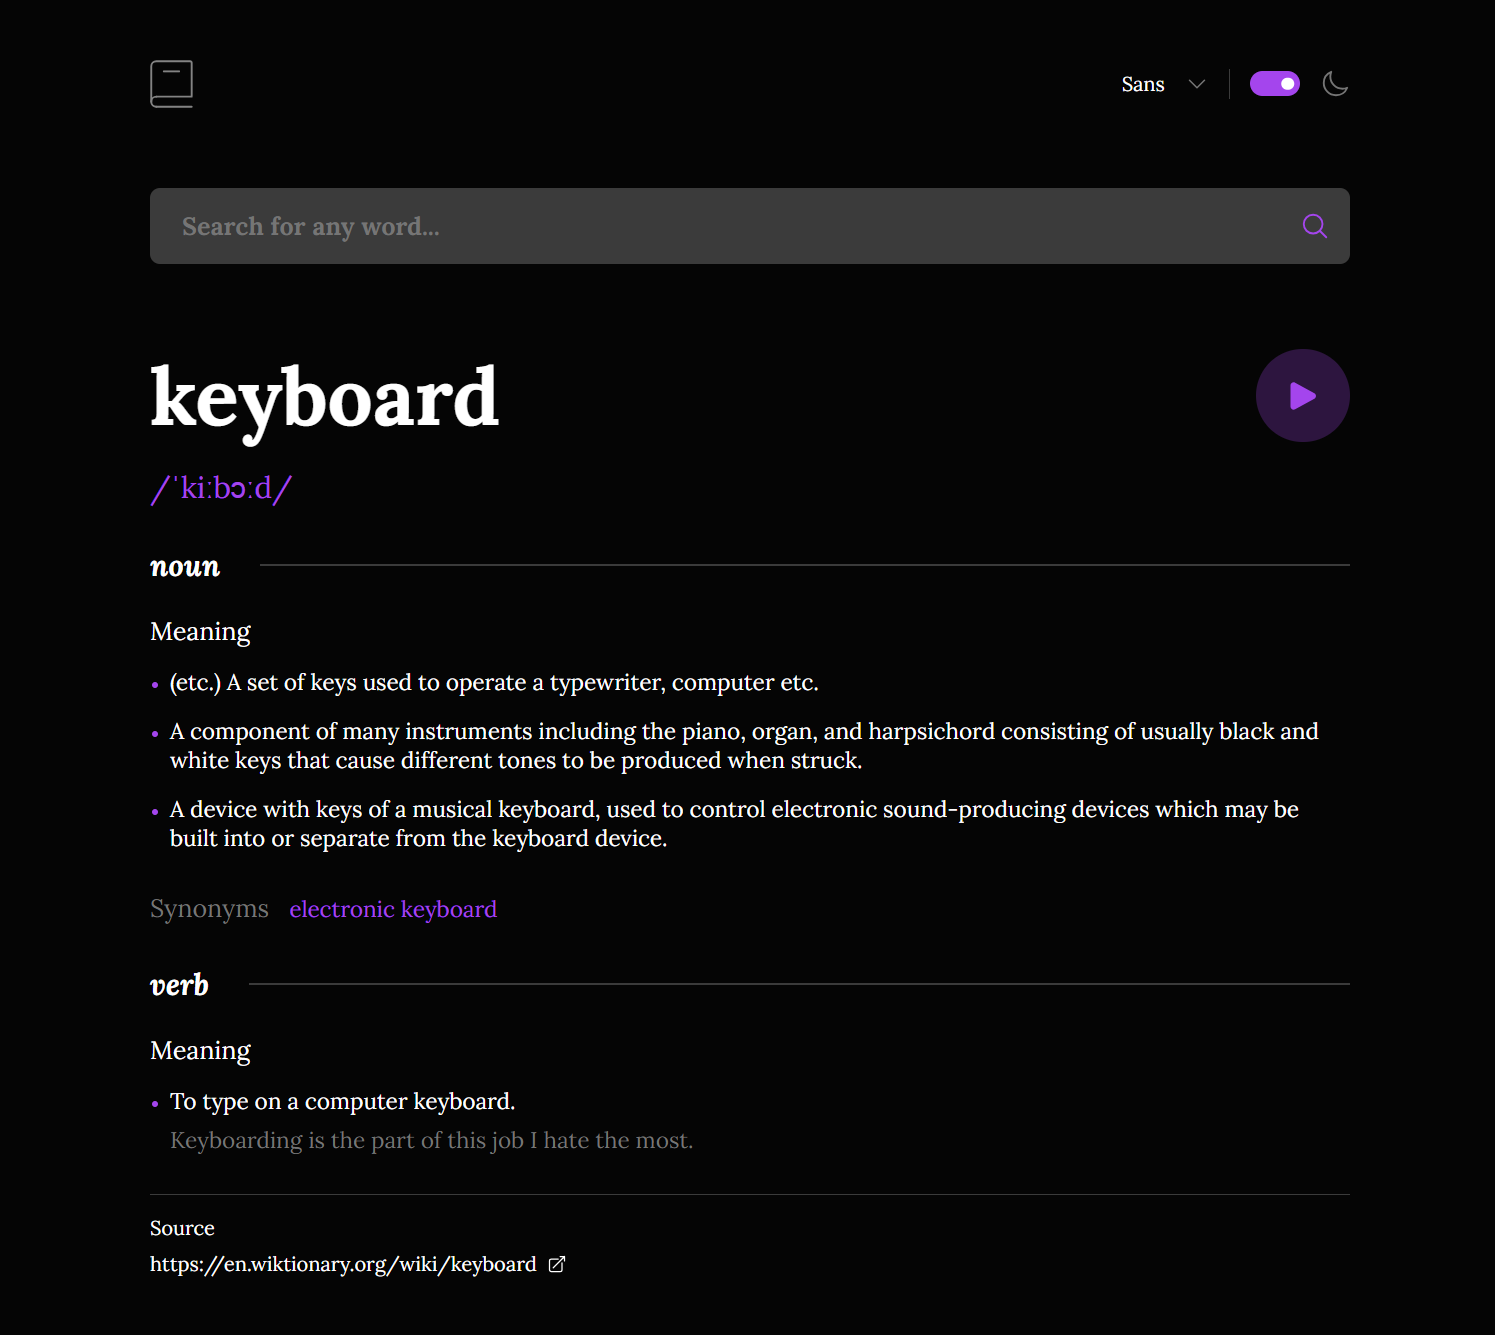 Sans
Search for any word...
keyboard
/ˈkiːbɔːd/
noun
Meaning
(etc.) A set of keys used to operate a typewriter, computer etc.
A component of many instruments including the piano, organ, and harpsichord consisting of usually black and
white keys that cause different tones to be produced when struck.
A device with keys of a musical keyboard, used to control electronic sound-producing devices which may be
built into or separate from the keyboard device.
Synonyms electronic keyboard
verb
Meaning
To type on a computer keyboard.
Keyboarding is the part of this job I hate the most.
Source
https://en.wiktionary.org/wiki/keyboard